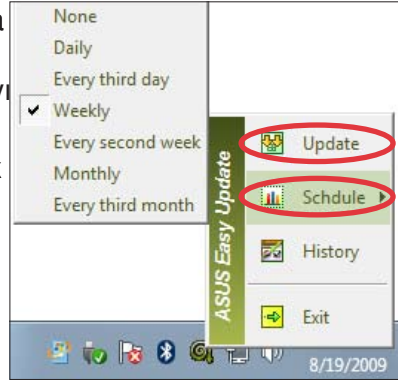 None
Daily
Every third day
Weekly
Every second week
Monthly
Every third month
ASUS Easy Update
Update
Schdule
History
Exit
8/19/2009